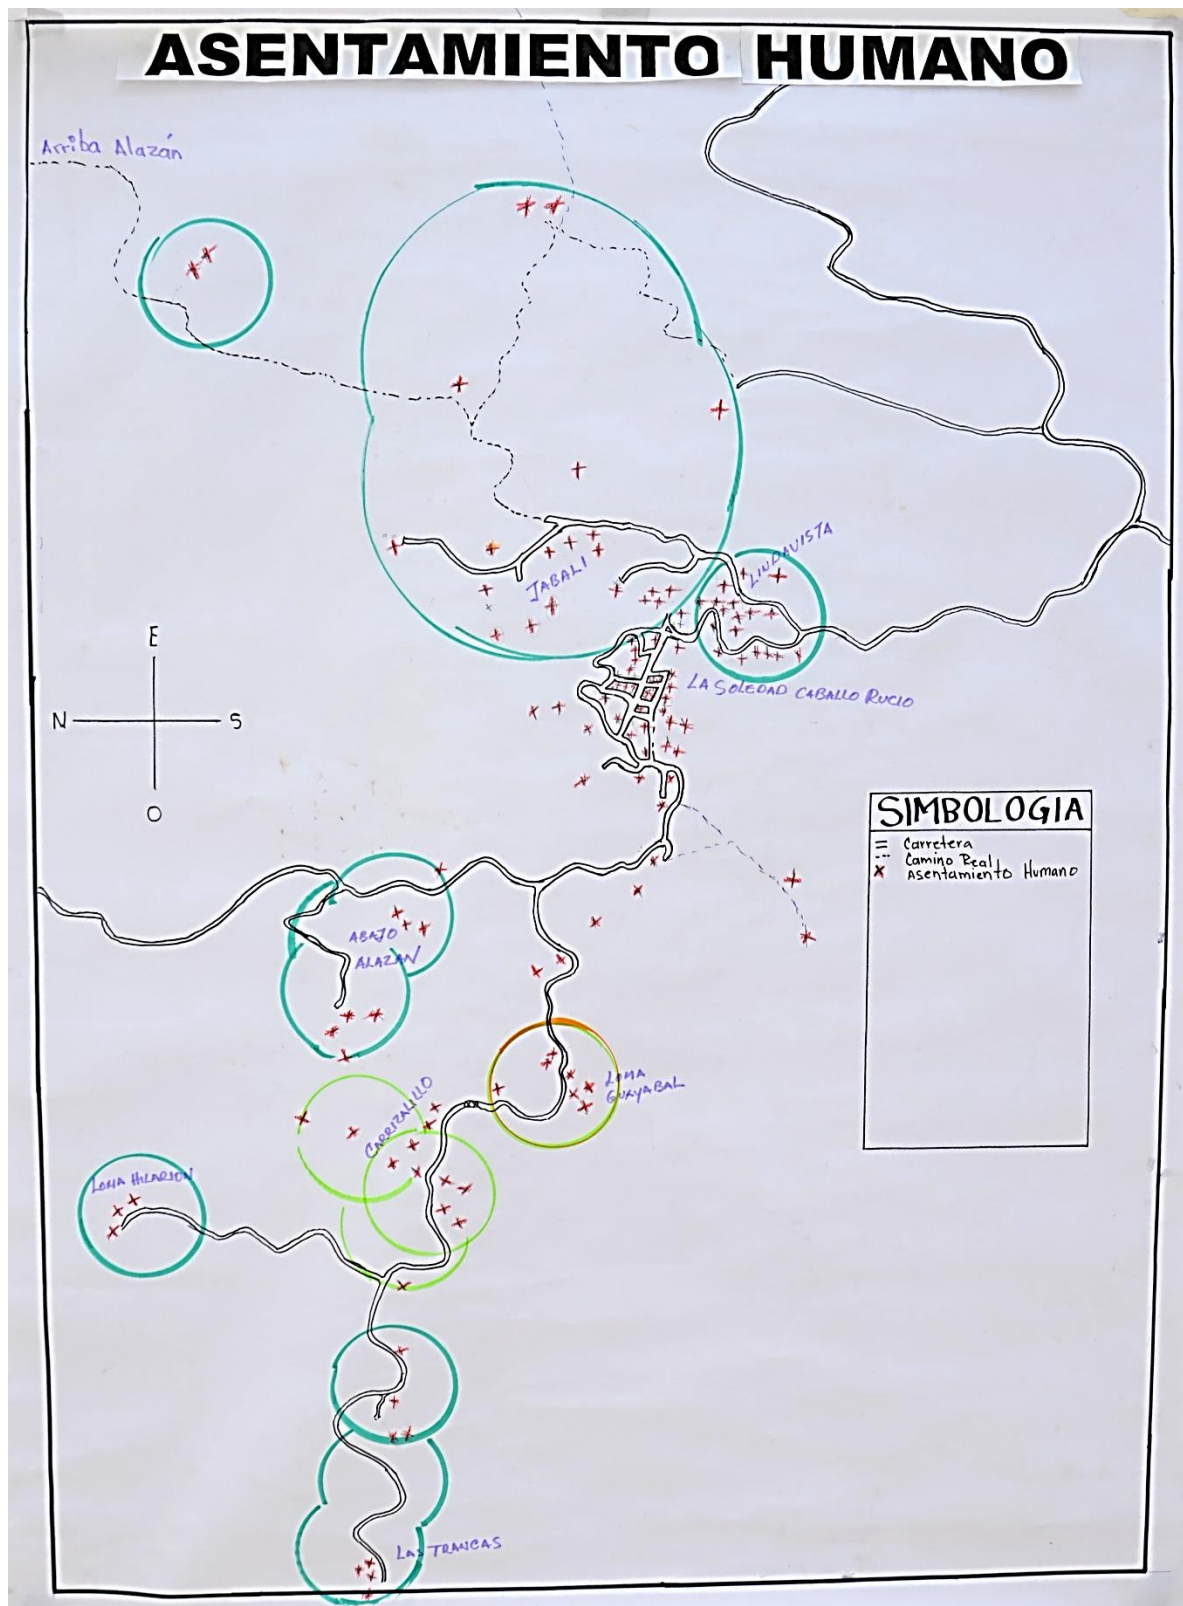 ASENTAMIENTO HUMANO
Arriba Alazán
LINDAVISTA
JABALI
LA SOLEDAD CABALLO RUCIO
E
N
S
O
SIMBOLOGIA
Carretera
Camino Real
Asentamiento Humano
ABAJO
ALAZAN
LOMA
GUAYABAL
CARRIZALILLO
LOMA HILARION
LAS TRANCAS